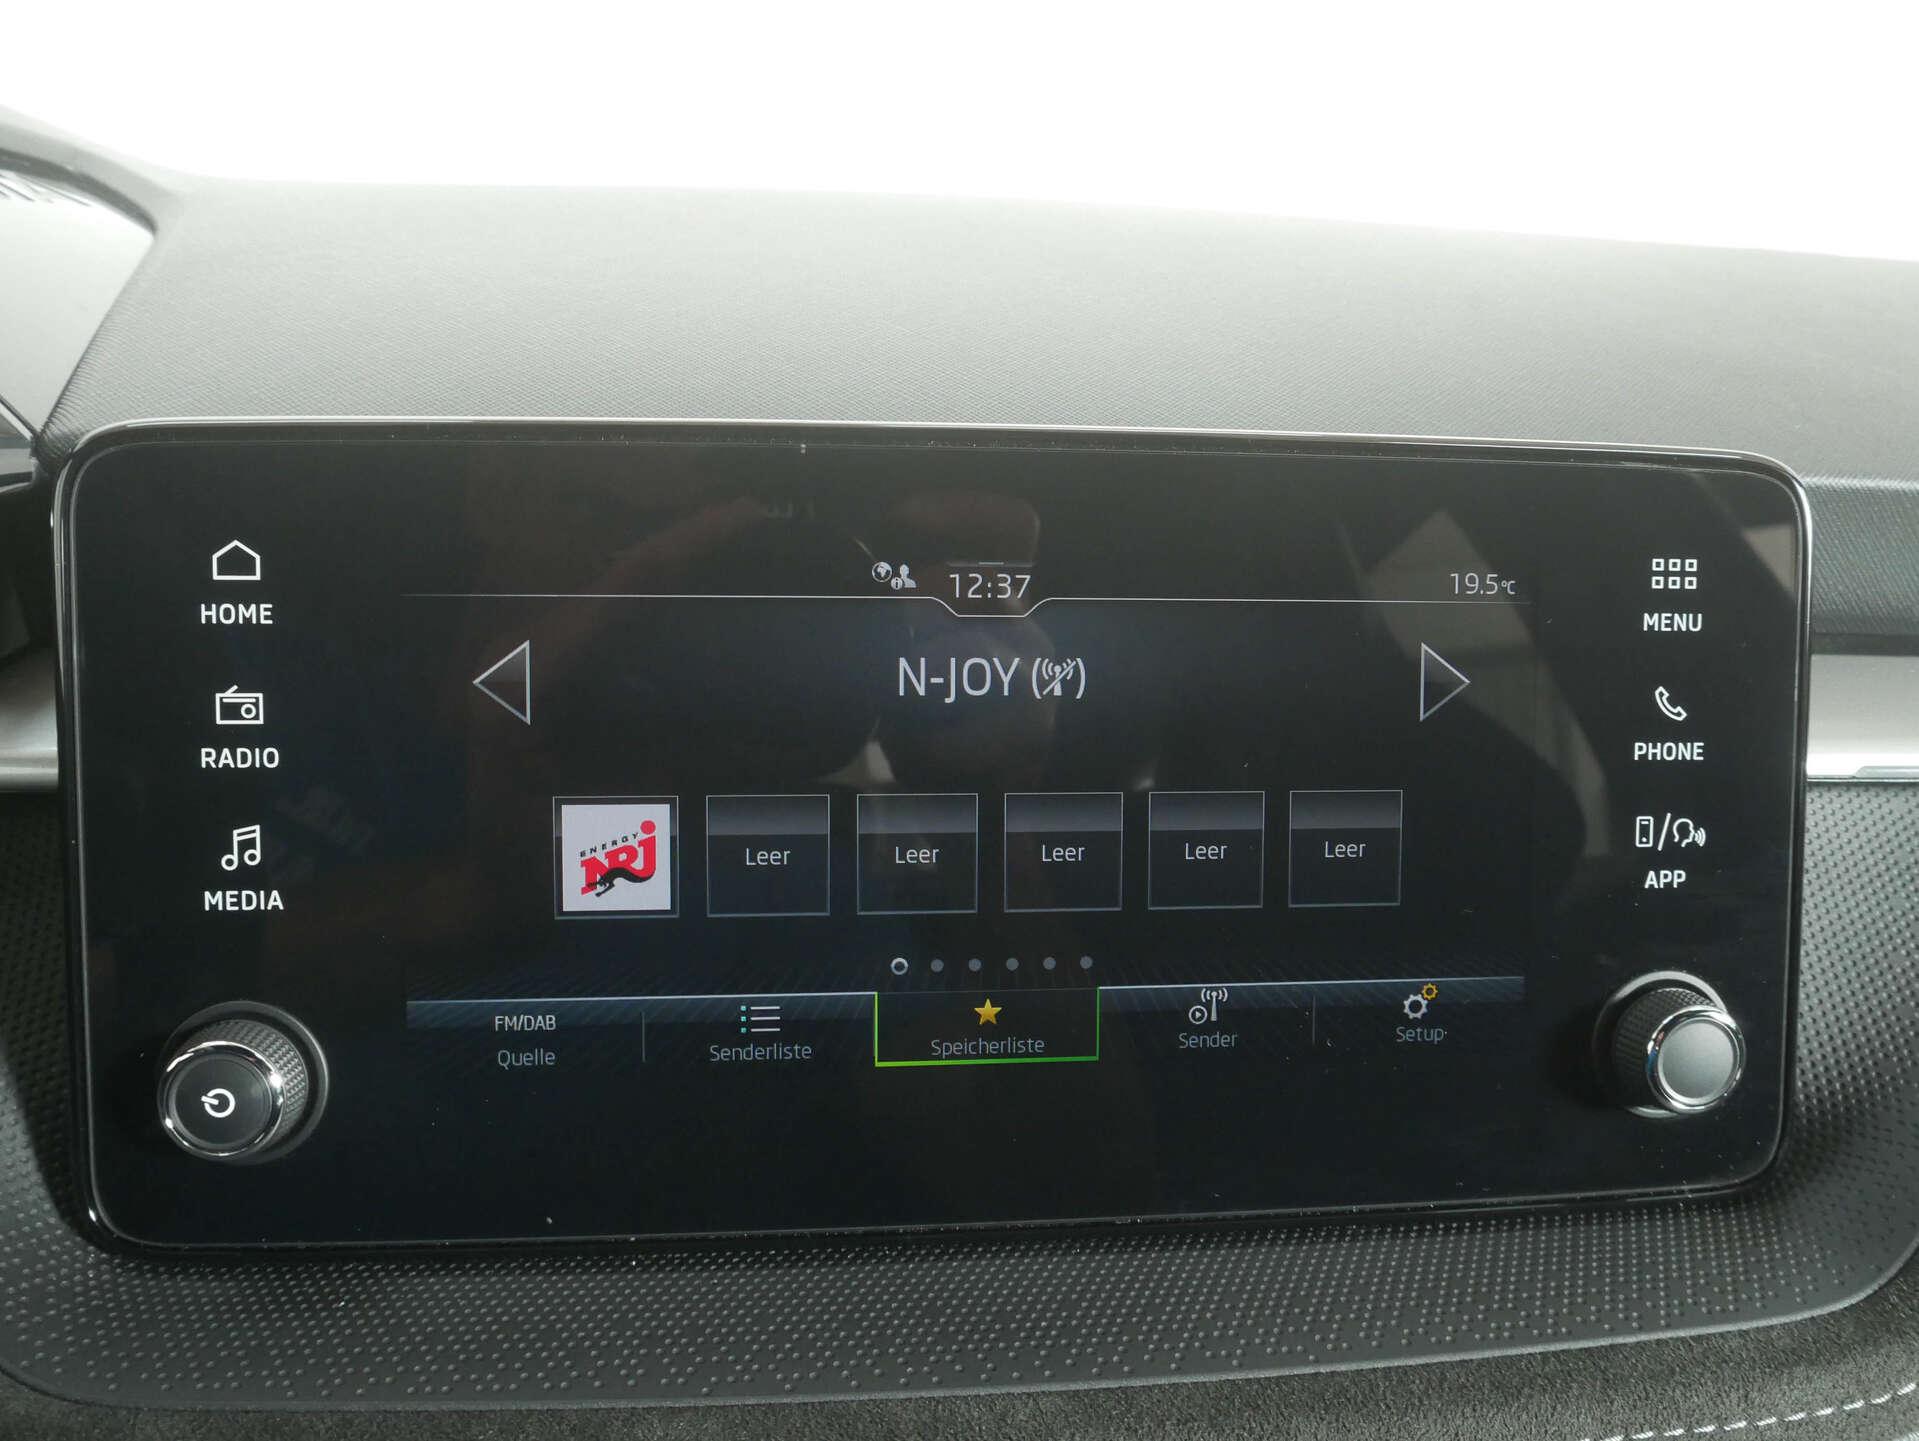 12:37
19.5°C
HOME
MENU
N-JOY
RADIO
PHONE
ENERGY
NRJ
Leer
Leer
Leer
Leer
Leer
MEDIA
APP
FM/DAB
Quelle
Senderliste
Speicherliste
Sender
Setup